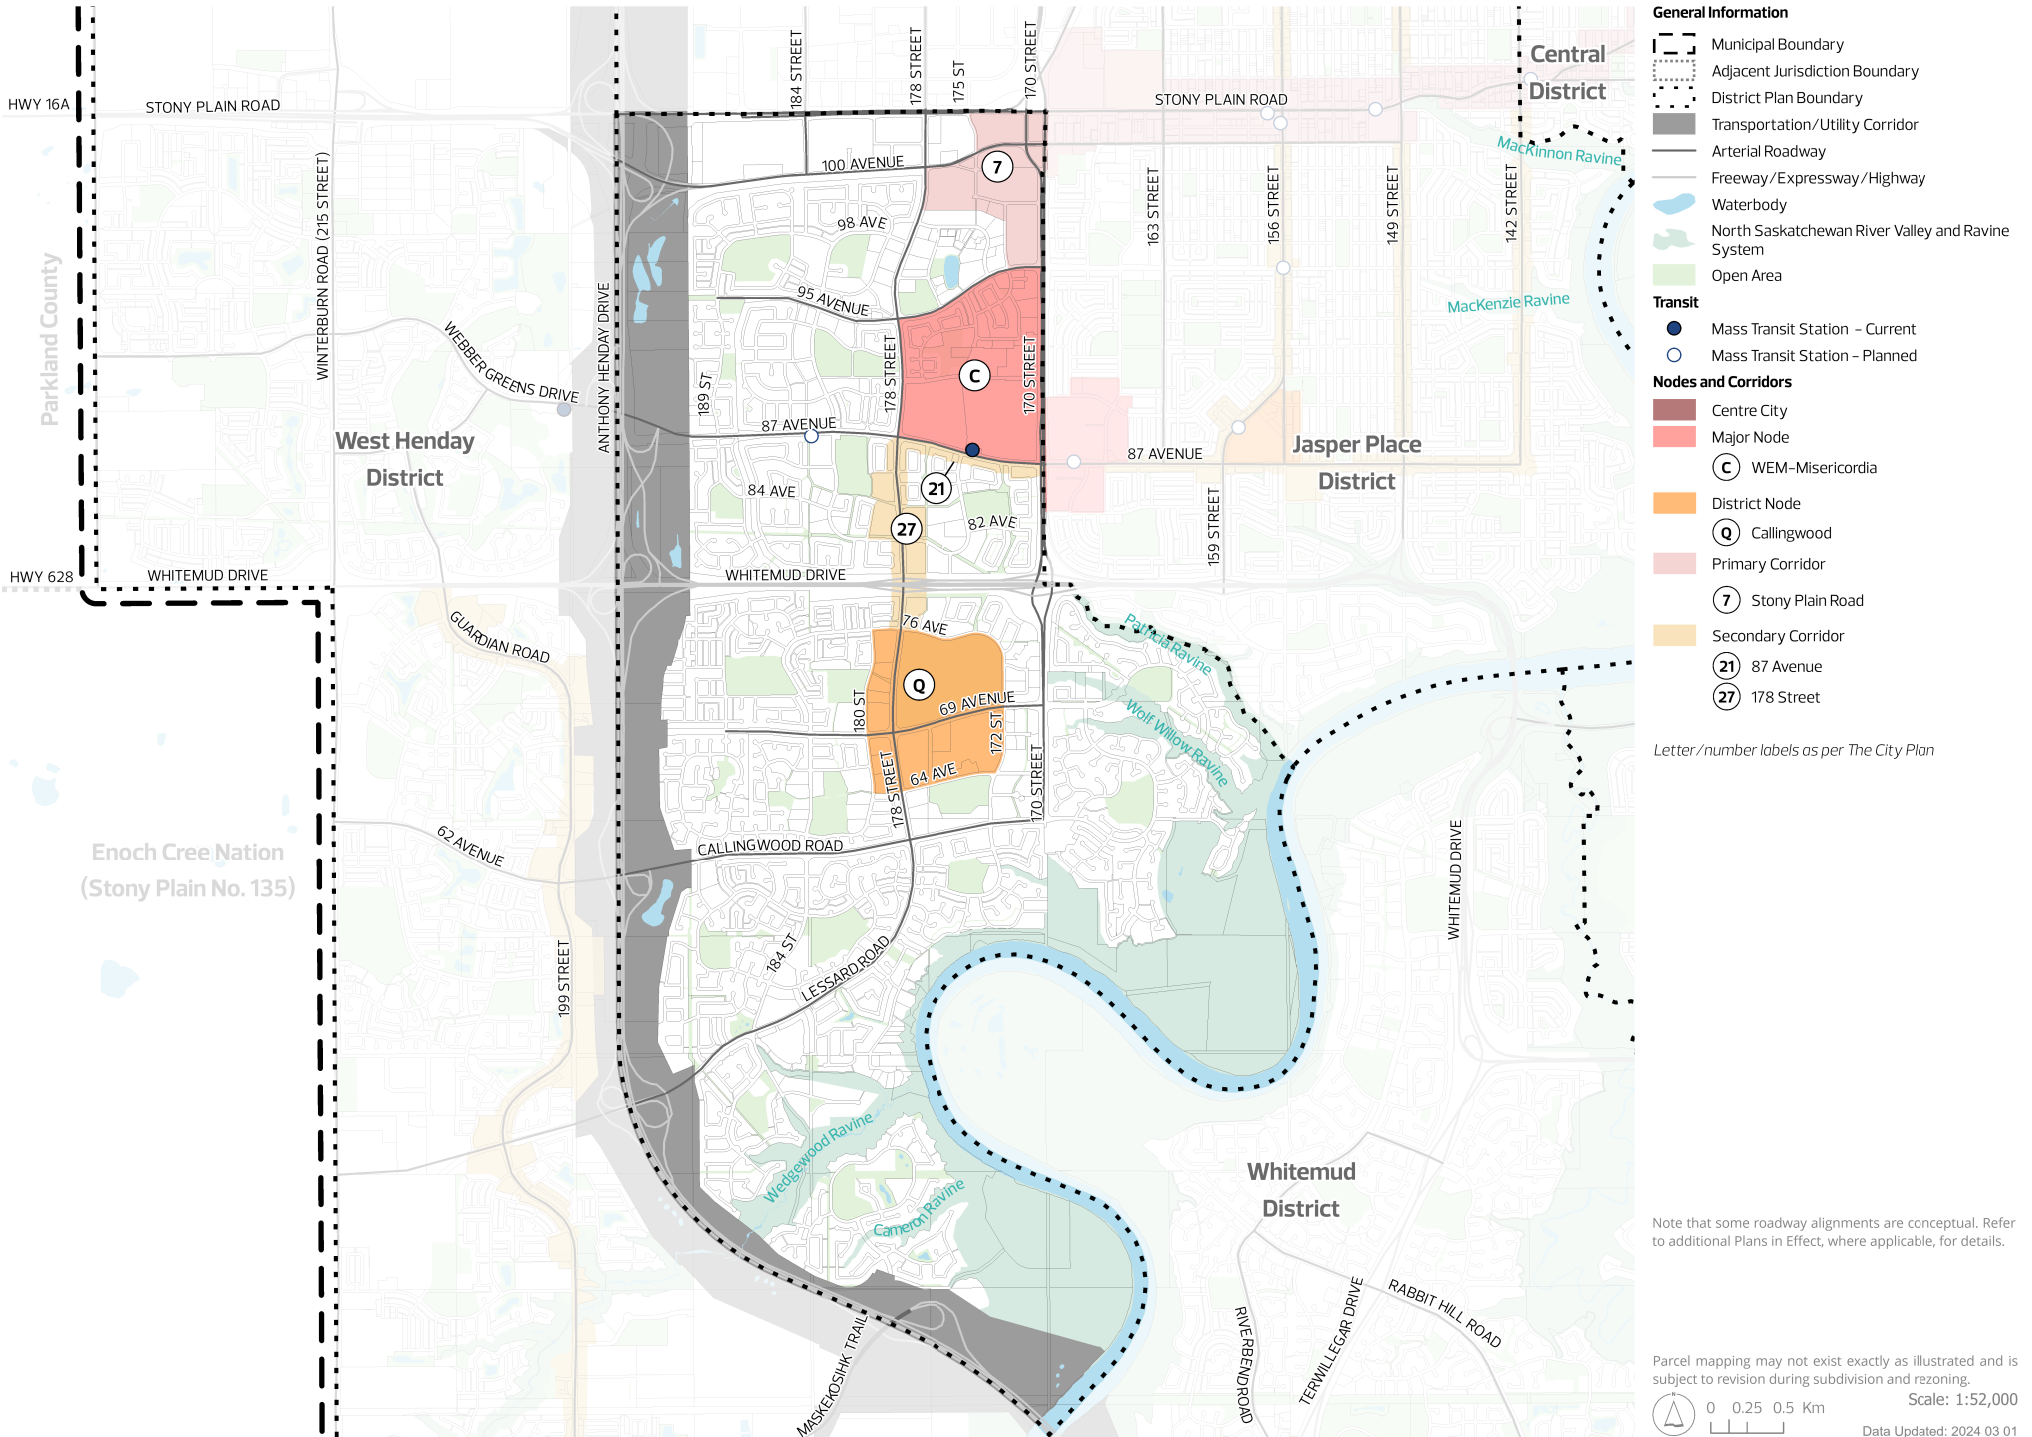 HWY 16A
STONY PLAIN ROAD
184 STREET
178 STREET
175 ST
170 STREET
STONY PLAIN ROAD
Central
District
MacKinnon Ravine
100 AVENUE
7
WINTERBURN ROAD (215 STREET)
98 AVE
163 STREET
156 STREET
149 STREET
142 STREET
Parkland County
95 AVENUE
MacKenzie Ravine
WEBBER GREENS DRIVE
ANTHONY HENDAY DRIVE
189 ST
178 STREET
C
170 STREET
87 AVENUE
87 AVENUE
West Henday
District
Jasper Place
District
84 AVE
21
27
82 AVE
159 STREET
HWY 628
WHITEMUD DRIVE
WHITEMUD DRIVE
GUARDIAN ROAD
76 AVE
Patricia Ravine
Q
180 ST
69 AVENUE
172 ST
Wolf Willow Ravine
64 AVE
178 STREET
170 STREET
62 AVENUE
CALLINGWOOD ROAD
Enoch Cree Nation
(Stony Plain No. 135)
WHITEMUD DRIVE
199 STREET
184 ST
LESSARD ROAD
Wedgewood Ravine
Cameron Ravine
Whitemud
District
MASKEKOSIHK TRAIL
RIVERBEND ROAD
TERWILLEGAR DRIVE
RABBIT HILL ROAD
General Information
Municipal Boundary
Adjacent Jurisdiction Boundary
District Plan Boundary
Transportation/Utility Corridor
Arterial Roadway
Freeway/Expressway/Highway
Waterbody
North Saskatchewan River Valley and Ravine
System
Open Area
Transit
Mass Transit Station - Current
Mass Transit Station - Planned
Nodes and Corridors
Centre City
Major Node
C WEM-Misericordia
District Node
Q Callingwood
Primary Corridor
7 Stony Plain Road
Secondary Corridor
21 87 Avenue
27 178 Street
Letter/number labels as per The City Plan
Note that some roadway alignments are conceptual. Refer
to additional Plans in Effect, where applicable, for details.
Parcel mapping may not exist exactly as illustrated and is
subject to revision during subdivision and rezoning.
N
Scale: 1:52,000
0 0.25 0.5 Km
Data Updated: 2024 03 01